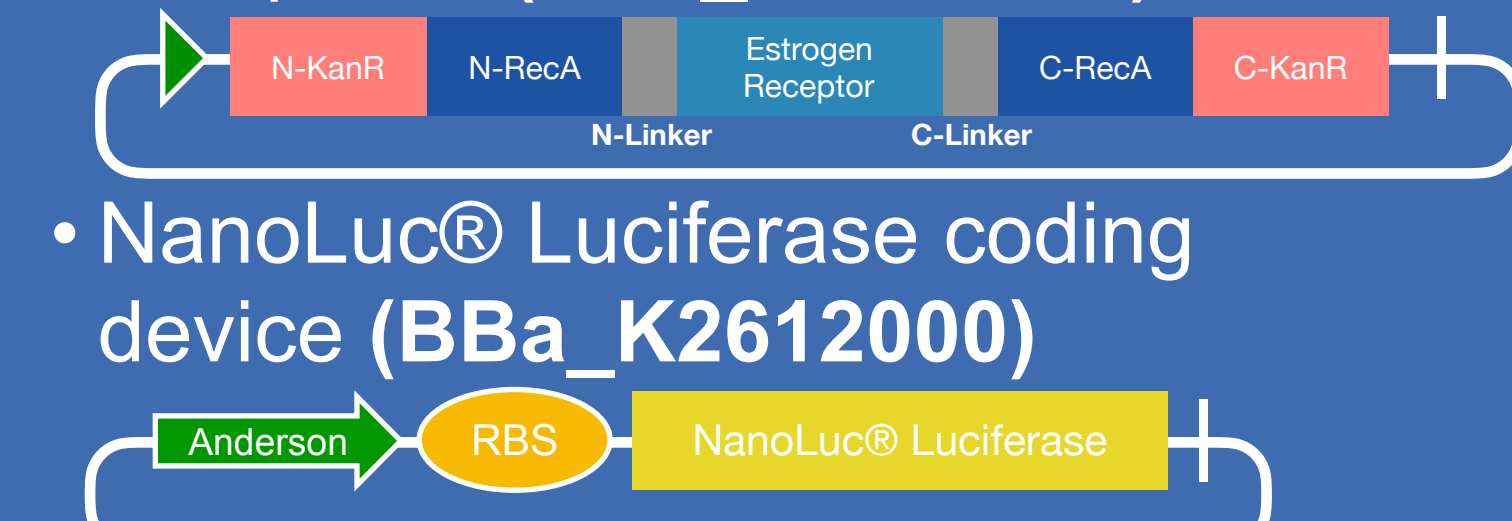 N-KanR N-RecA Estrogen Receptor C-RecA C-KanR
N-Linker C-Linker
• NanoLuc® Luciferase coding
device (BBa_K2612000)
Anderson RBS NanoLuc® Luciferase